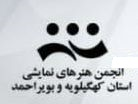 انجمن هنرهای نمایشی
استان کهگیلویه و بویراحمد